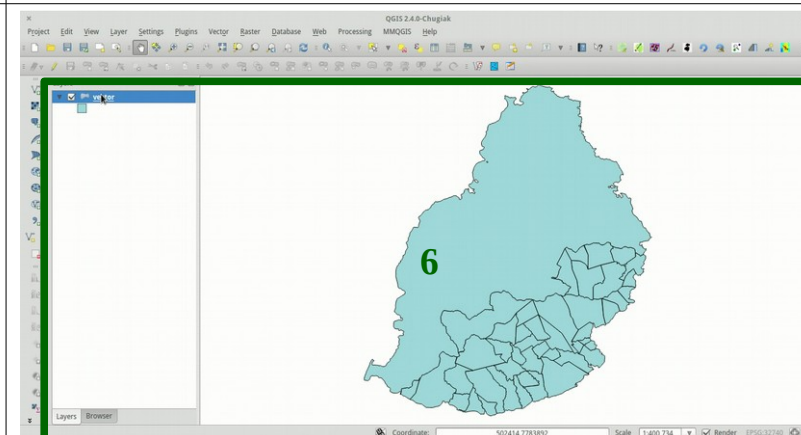 QGIS 2.4.0-Chugiak
Project Edit View Layer Settings Plugins Vector Raster Database Web Processing MMQGIS Help
vector
6
Layers Browser
Coordinate: 502414,7783892 Scale 1:400,734 Render EPSG:32740